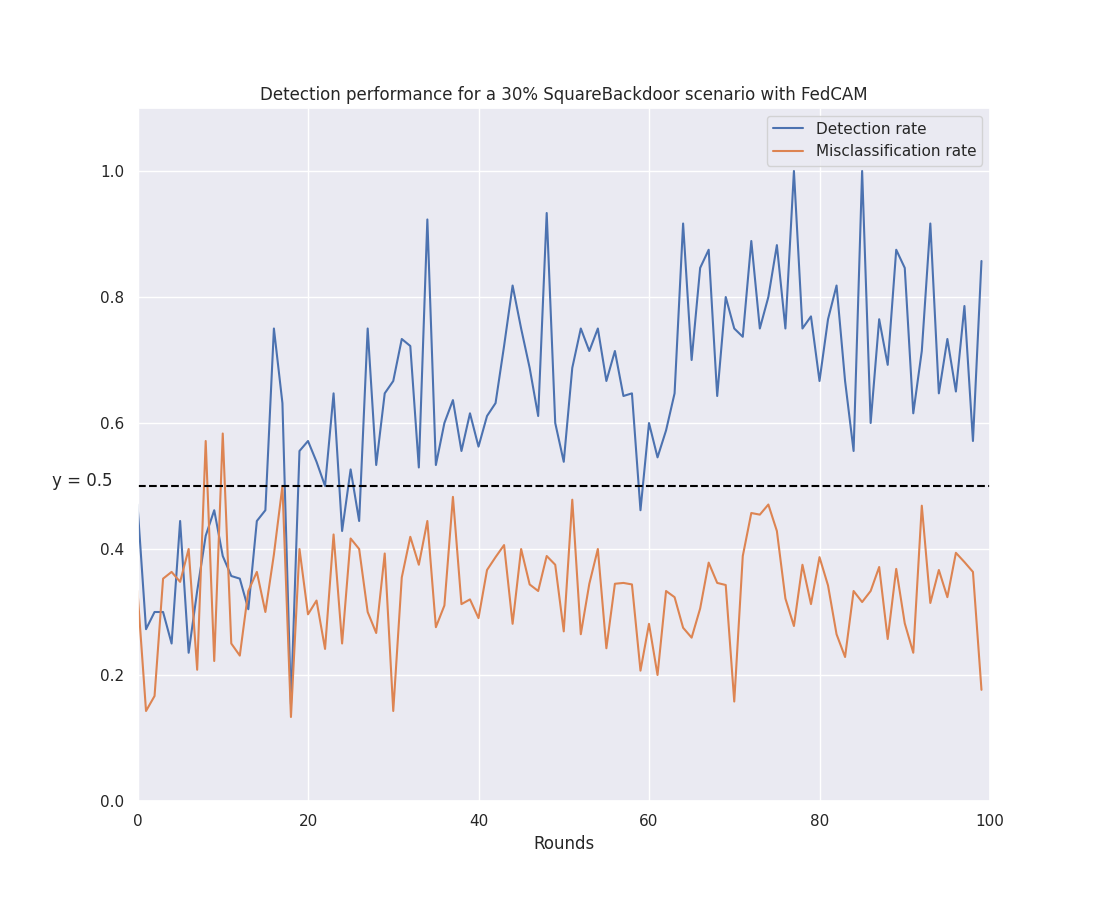 Detection performance for a 30% SquareBackdoor scenario with FedCAM
Detection rate
Misclassification rate
1.0
0.8
0.6
y = 0.5
0.4
0.2
0.0
0 20 40 60 80 100
Rounds